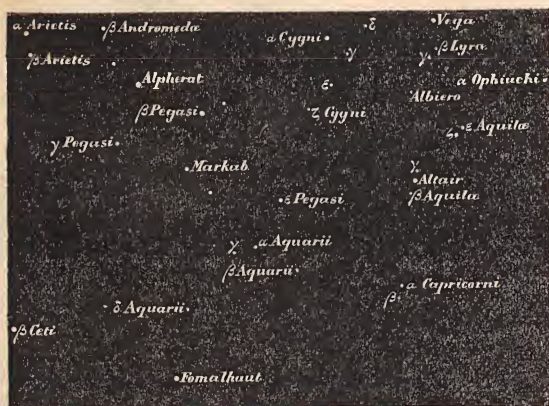 α Arietis
β Andromedæ
α Cygni
δ
Vega
β Arietis
γ
γ
β Lyræ
Alpherat
ε
α Ophiuchi
Albiero
β Pegasi
ζ Cygni
ζ
ε Aquilæ
γ Pegasi
Markab
γ
Altair
ε Pegasi
β Aquilæ
γ
α Aquarii
β Aquarii
α Capricorni
β
δ Aquarii
β Ceti
Fomalhaut